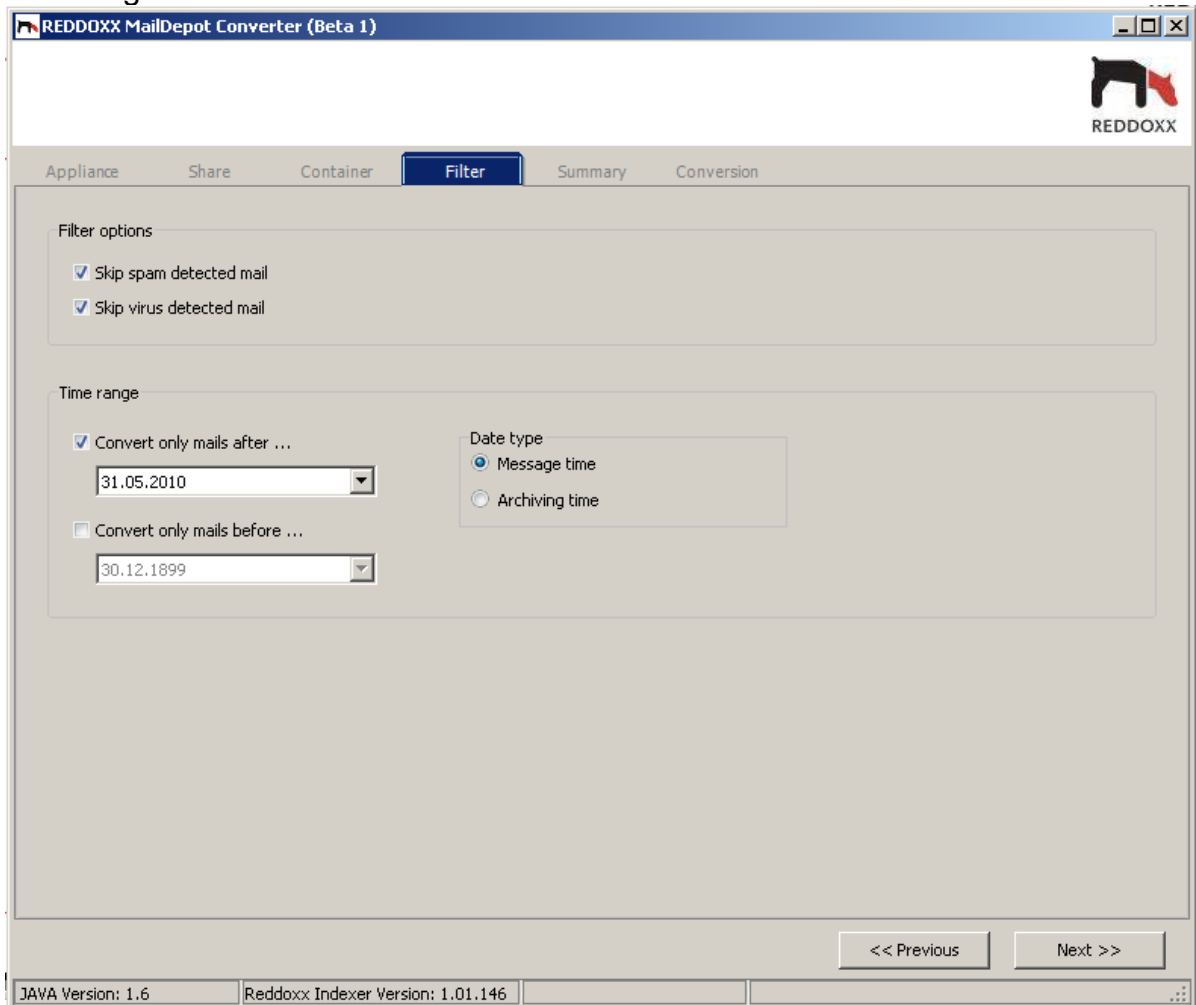 REDDOXX MailDepot Converter (Beta 1)
REDDOXX
Appliance Share Container Filter Summary Conversion
Filter options
Skip spam detected mail
Skip virus detected mail
Time range
Convert only mails after ...
31.05.2010
Convert only mails before ...
30.12.1899
Date type
Message time
Archiving time
<< Previous Next >>
JAVA Version: 1.6 Reddoxx Indexer Version: 1.01.146